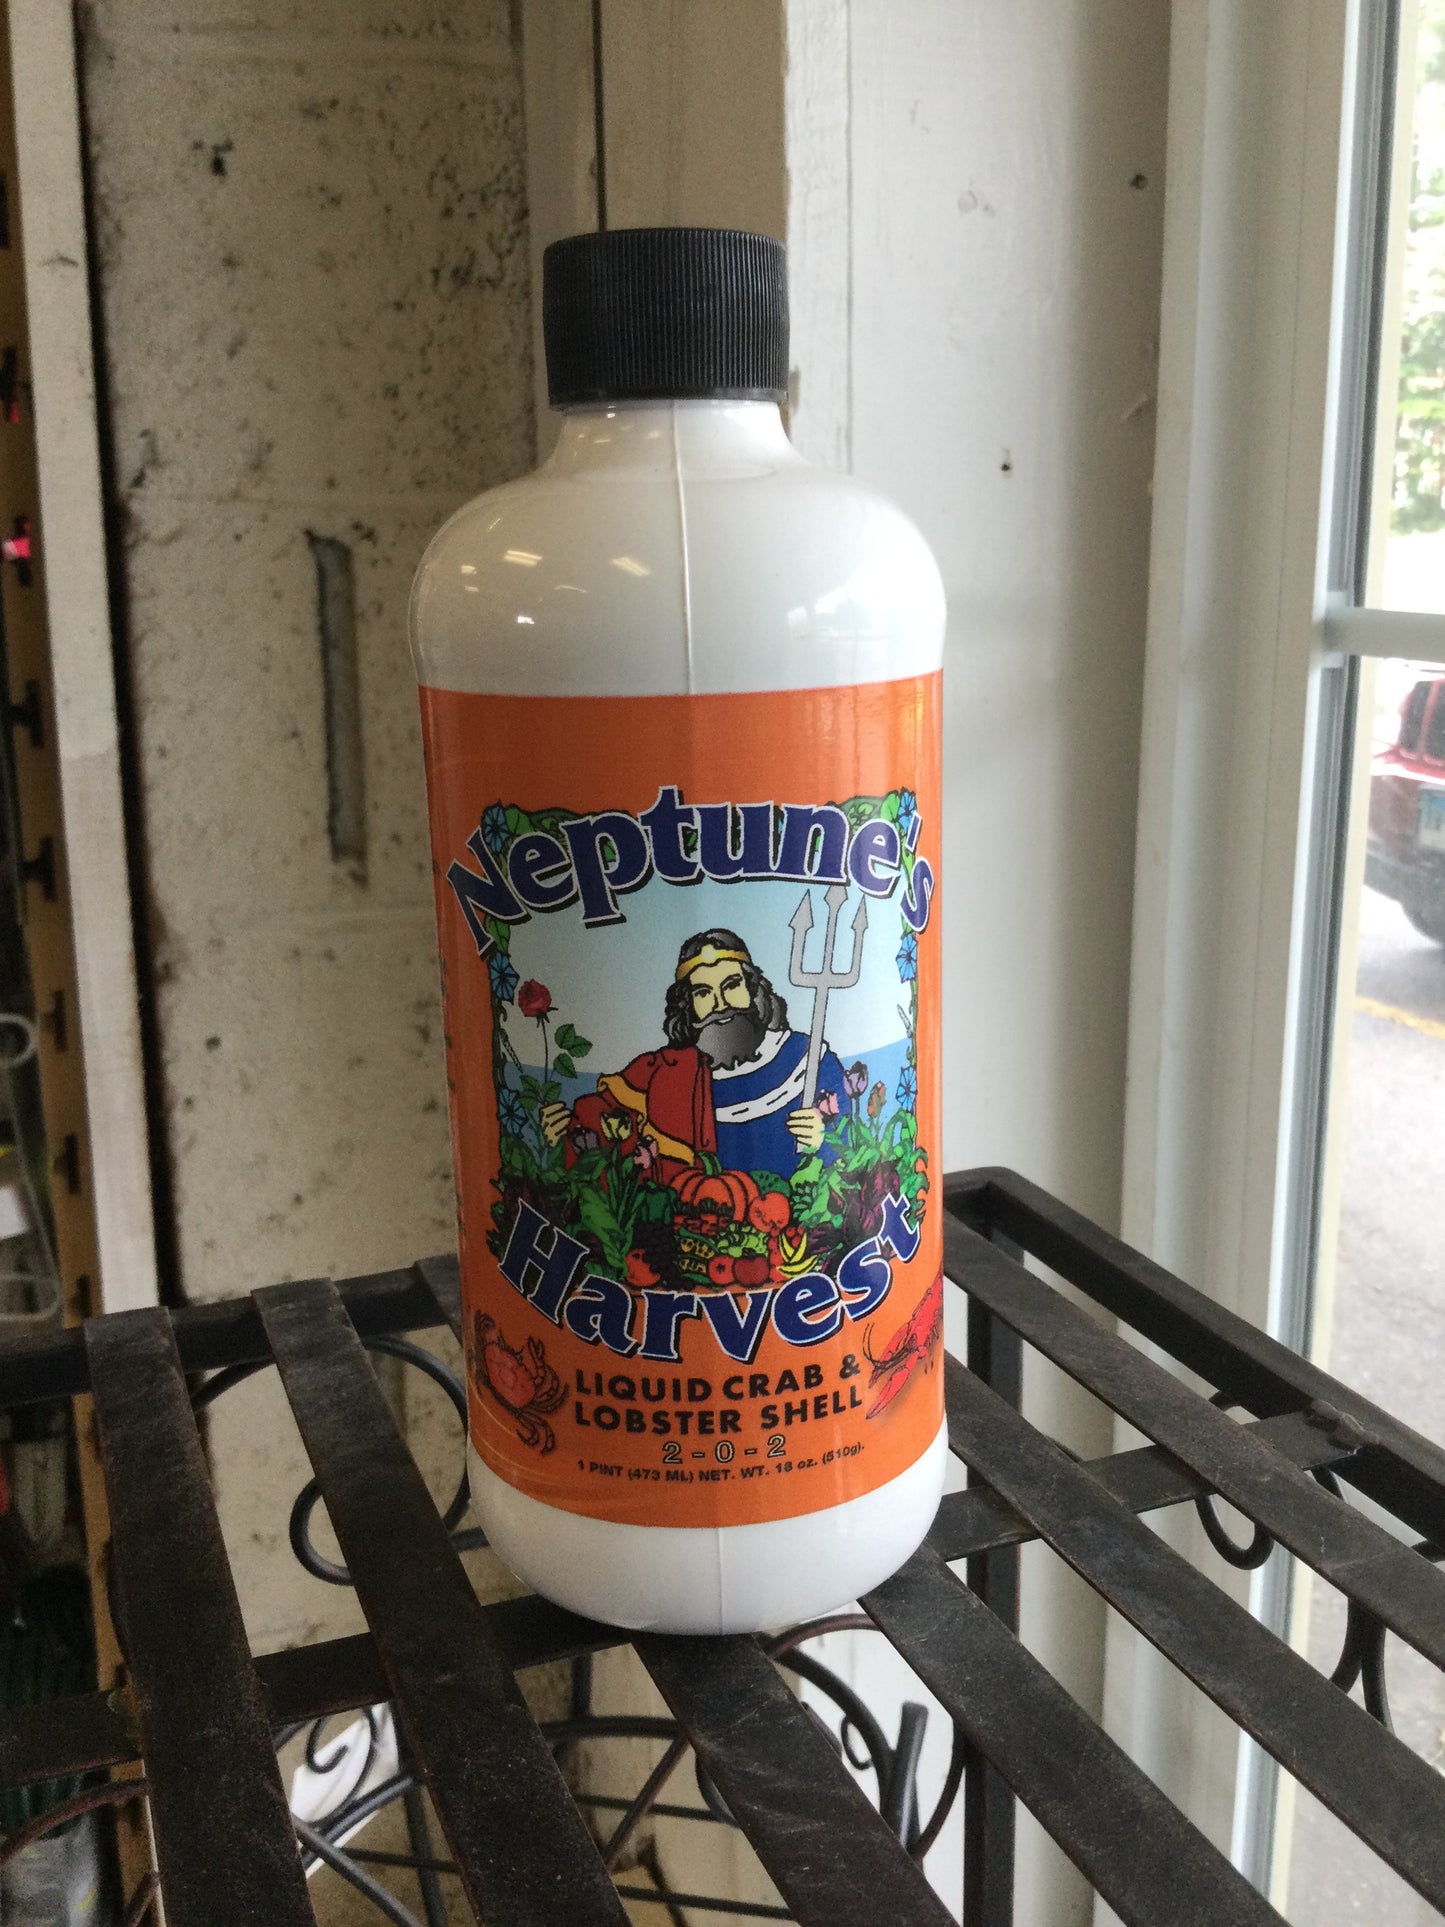 Neptune's
Harvest
LIQUID CRAB &
LOBSTER SHELL
2-0-2
1 PINT (473 ML) NET. WT. 18 oz. (510g).